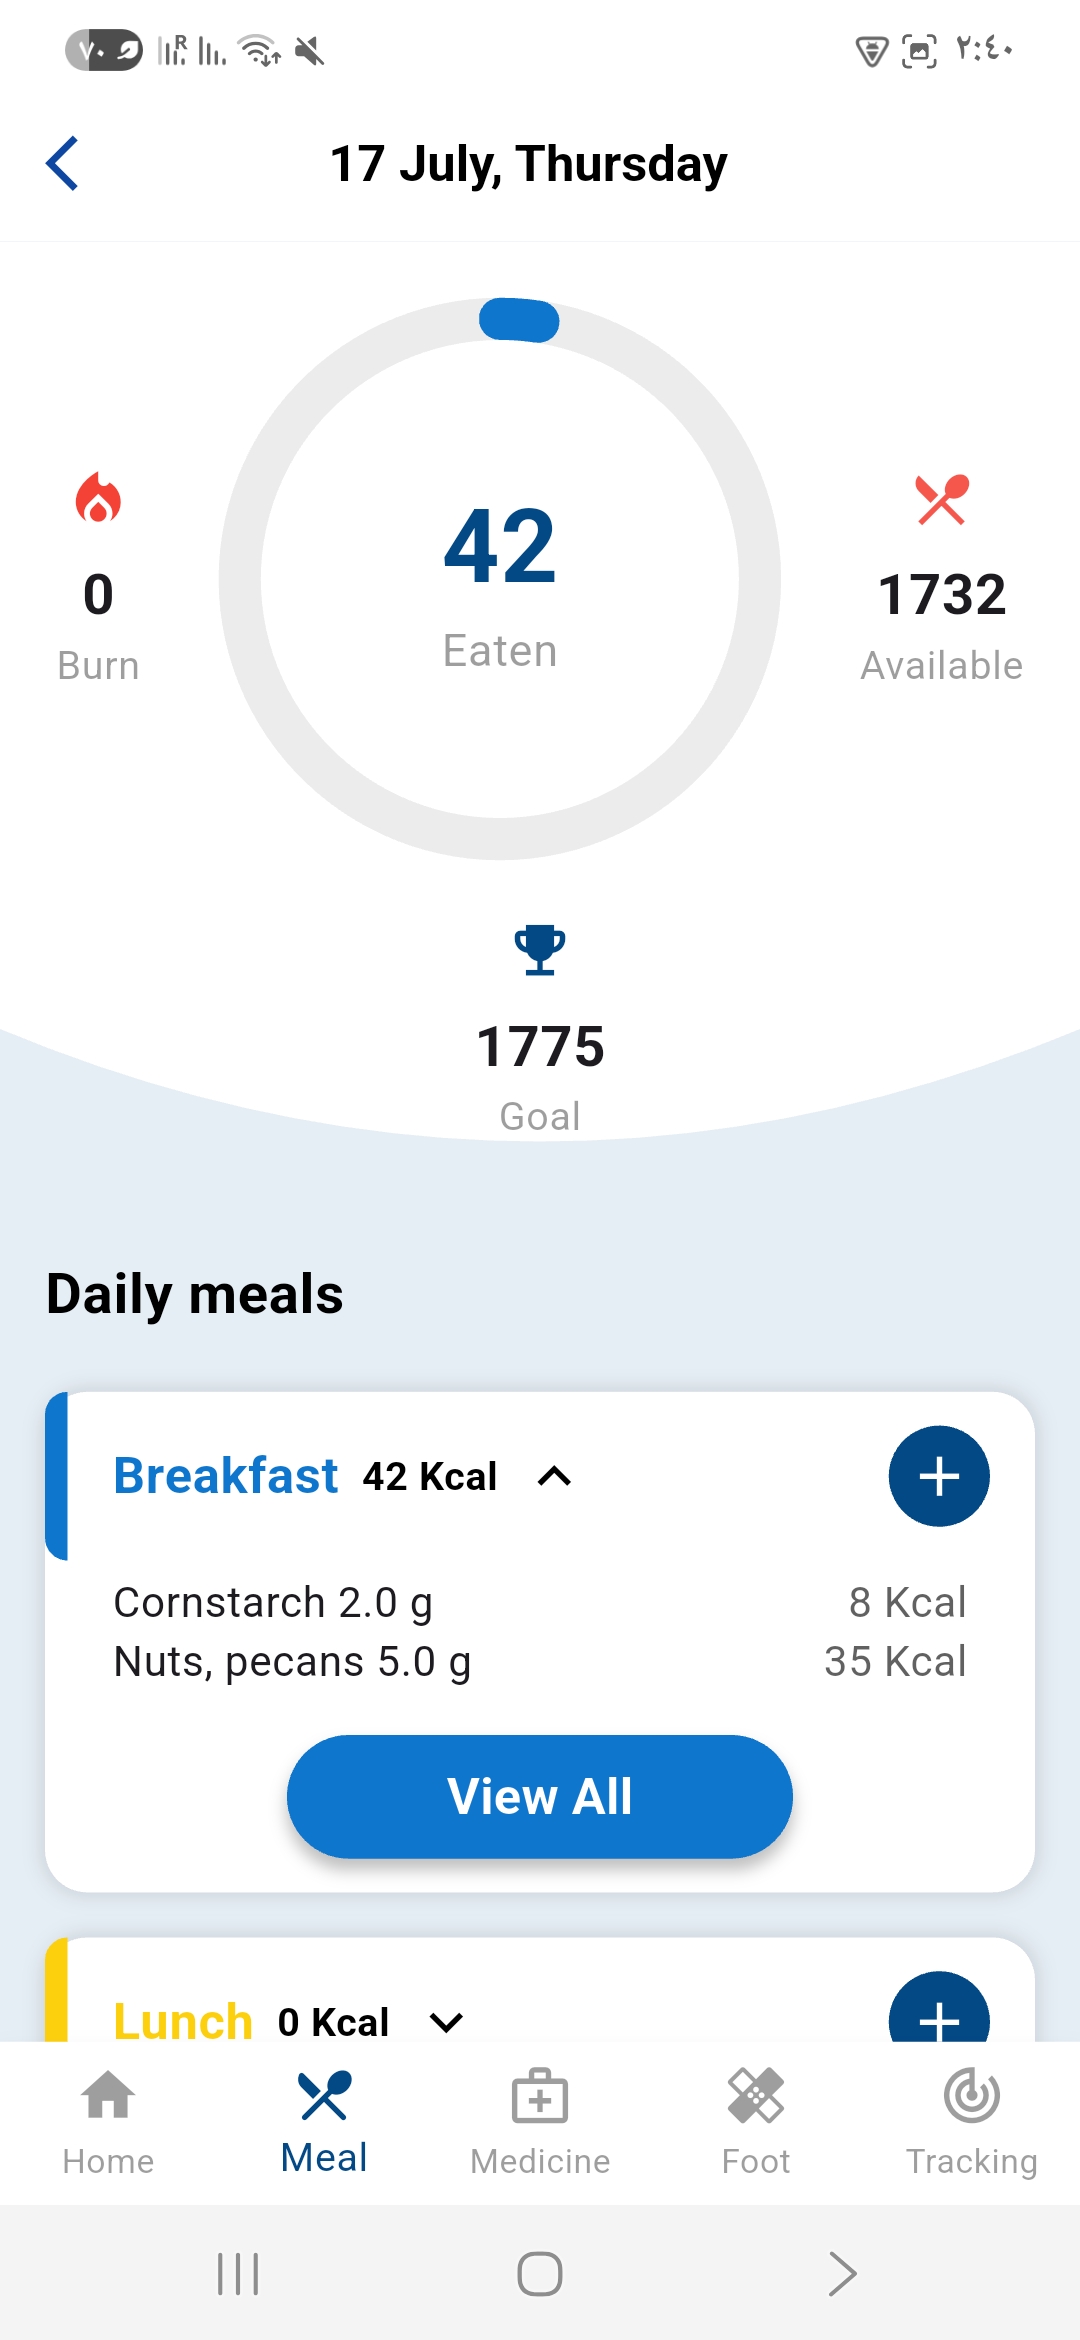 ٧٠ R ٢:٤٠
17 July, Thursday
42
Eaten
0
Burn
1732
Available
1775
Goal
Daily meals
Breakfast 42 Kcal
Cornstarch 2.0 g 8 Kcal
Nuts, pecans 5.0 g 35 Kcal
View All
Lunch 0 Kcal
Home Meal Medicine Foot Tracking